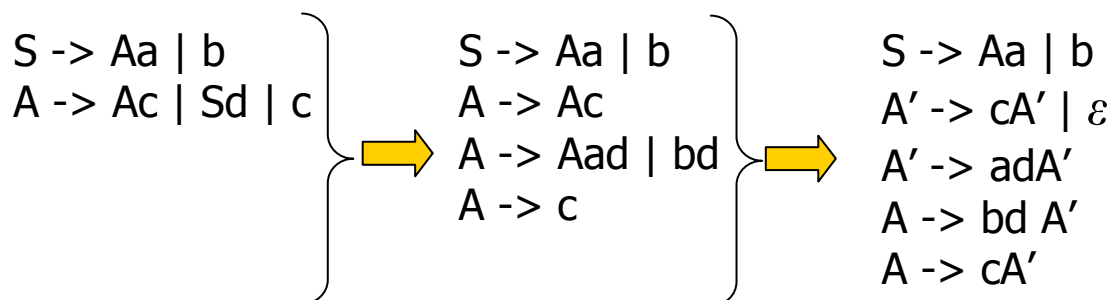 S -> Aa | b
A -> Ac | Sd | c
S -> Aa | b
A -> Ac
A -> Aad | bd
A -> c
S -> Aa | b
A’ -> cA’ | ε
A’ -> adA’
A -> bd A’
A -> cA’